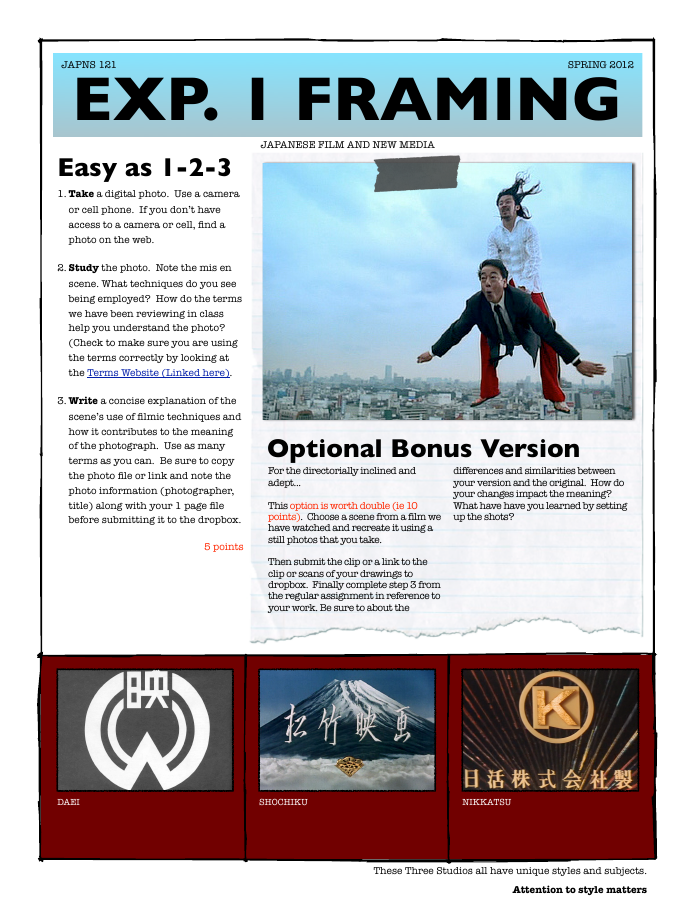 JAPNS 121
SPRING 2012
EXP. 1 FRAMING
JAPANESE FILM AND NEW MEDIA
Easy as 1-2-3
1. Take a digital photo. Use a camera
or cell phone. If you don't have
access to a camera or cell, find a
photo on the web.
2. Study the photo. Note the mis en
scene. What techniques do you see
being employed? How do the terms
we have been reviewing in class
help you understand the photo?
(Check to make sure you are using
the terms correctly by looking at
the Terms Website (Linked here).
3. Write a concise explanation of the
scene's use of filmic techniques and
how it contributes to the meaning
of the photograph. Use as many
terms as you can. Be sure to copy
the photo file or link and note the
photo information (photographer,
title) along with your 1 page file
before submitting it to the dropbox.
5 points
Optional Bonus Version
For the directorially inclined and
adept...
This option is worth double (ie 10
points). Choose a scene from a film we
have watched and recreate it using a
still photos that you take.
Then submit the clip or a link to the
clip or scans of your drawings to
dropbox. Finally complete step 3 from
the regular assignment in reference to
your work. Be sure to about the
differences and similarities between
your version and the original. How do
your changes impact the meaning?
What have have you learned by setting
up the shots?
映
松竹映画
K
日活株式会社製
DAEI
SHOCHIKU
NIKKATSU
These Three Studios all have unique styles and subjects.
Attention to style matters